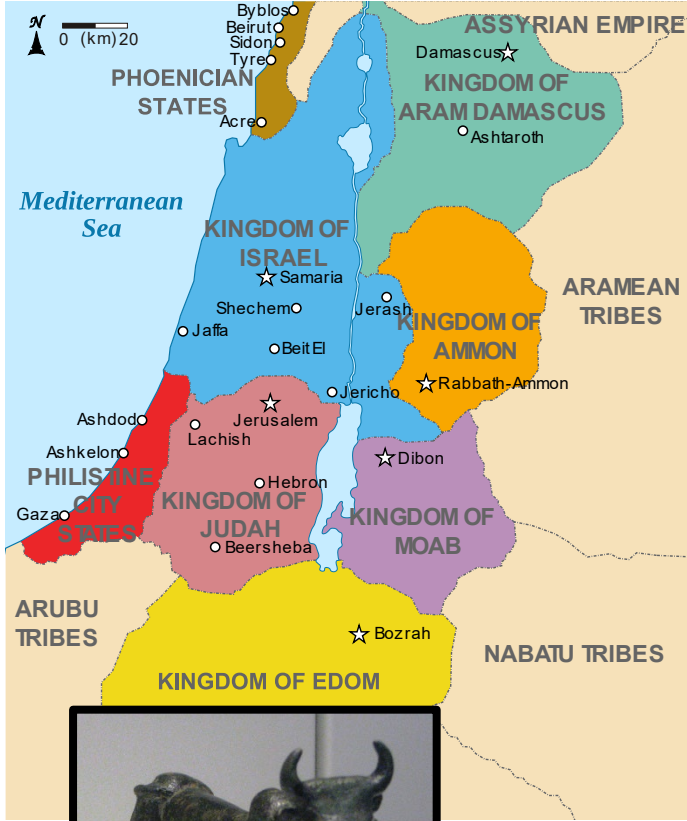 Byblos
Beirut
Sidon
Tyre
Acre
N
0 (km) 20
PHOENICIAN
STATES
ASSYRIAN EMPIRE
Damascus
KINGDOM OF
ARAM DAMASCUS
Ashtaroth
Mediterranean
Sea
KINGDOM OF
ISRAEL
Samaria
Shechem
Jerash
Jaffa
Beit El
Jericho
KINGDOM OF
AMMON
Rabbath-Ammon
ARAMEAN
TRIBES
Ashdod
Ashkelon
Gaza
PHILISTINE
CITY
STATES
Jerusalem
Lachish
Hebron
KINGDOM OF
JUDAH
Beersheba
Dibon
KINGDOM OF
MOAB
ARUBU
TRIBES
Bozrah
KINGDOM OF EDOM
NABATU TRIBES